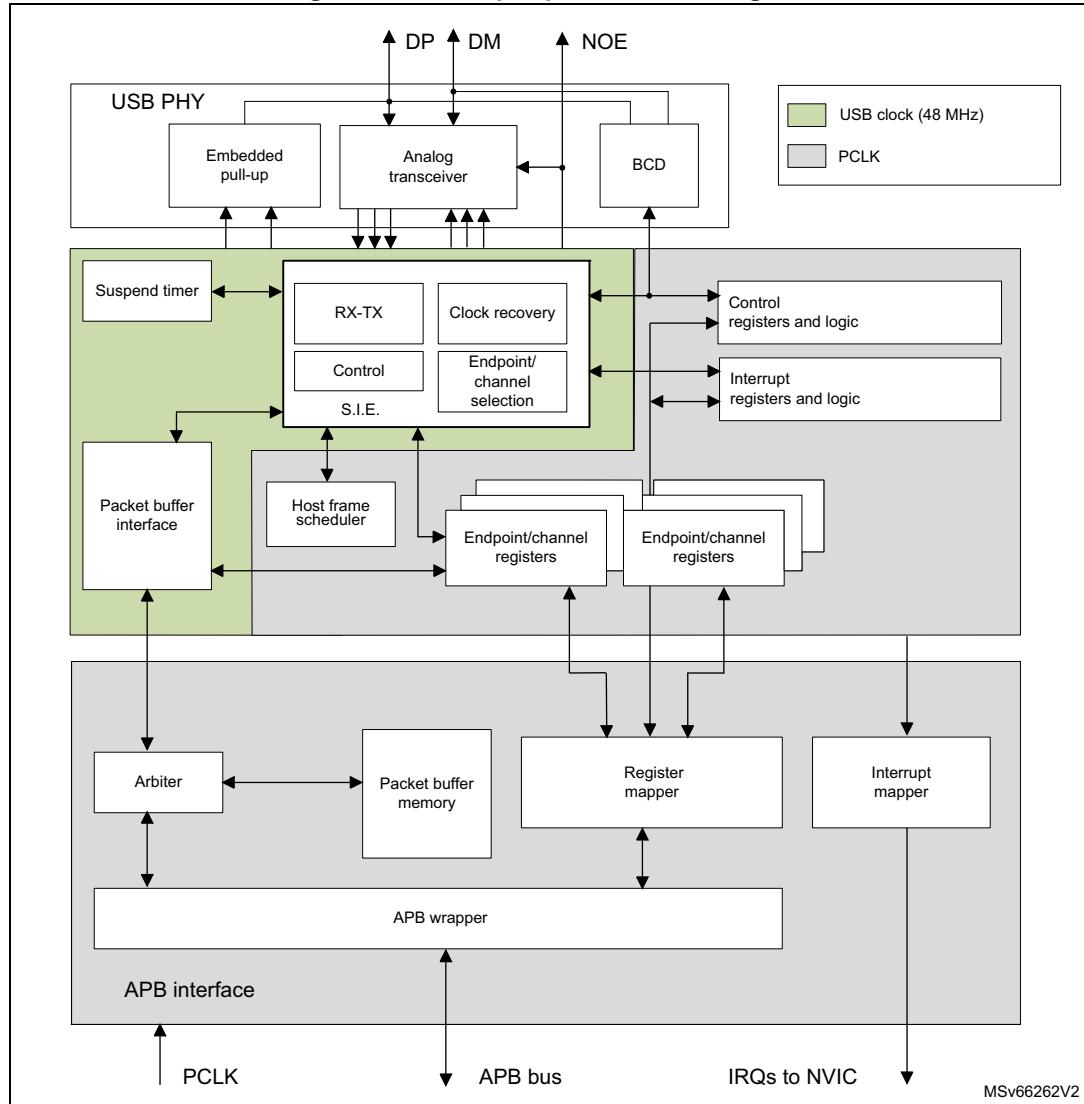 DP DM NOE
USB PHY
USB clock (48 MHz)
PCLK
Embedded
pull-up
Analog
transceiver
BCD
Suspend timer
RX-TX
Clock recovery
Control
registers and logic
Control
Endpoint/
channel
selection
S.I.E.
Interrupt
registers and logic
Packet buffer
interface
Host frame
scheduler
Endpoint/channel
registers
Endpoint/channel
registers
Arbiter
Packet buffer
memory
Register
mapper
Interrupt
mapper
APB wrapper
APB interface
PCLK
APB bus
IRQs to NVIC
MSv66262V2